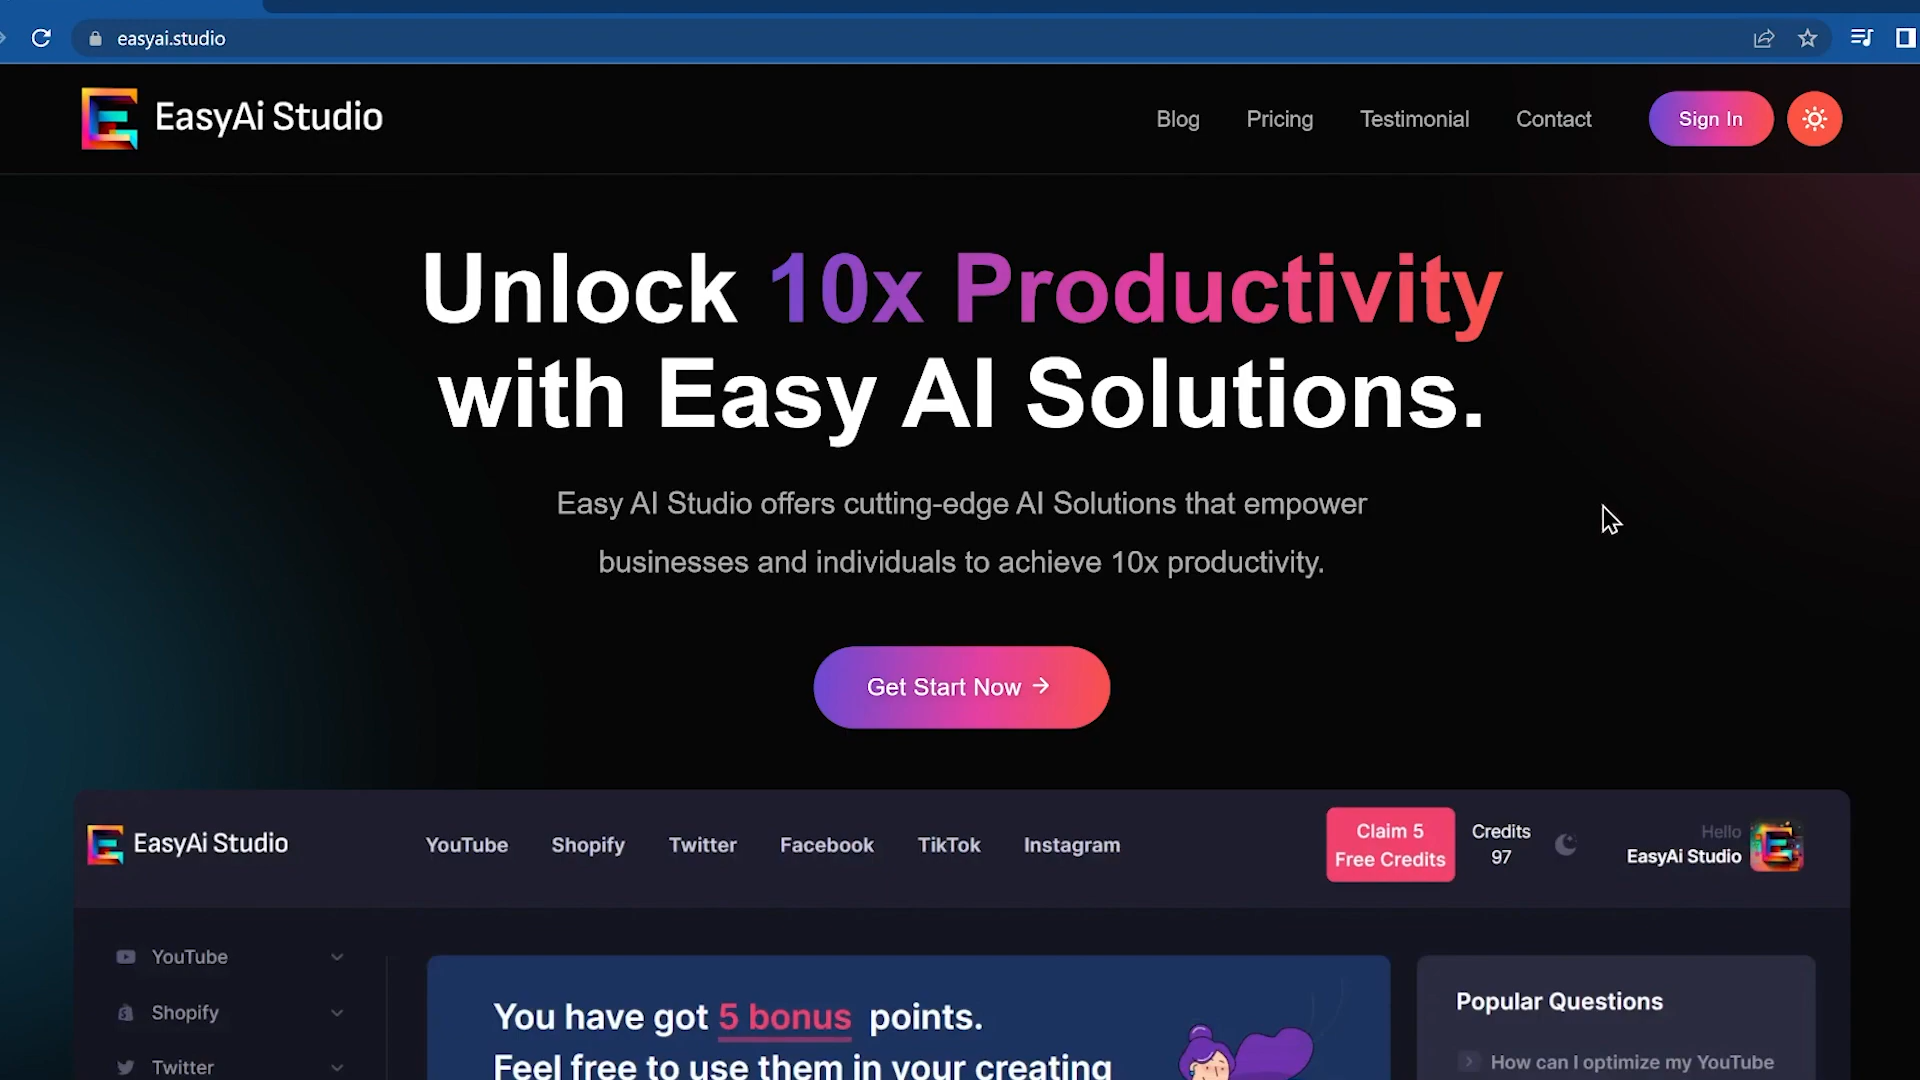 easyai.studio
EasyAi Studio
Blog
Pricing
Testimonial
Contact
Sign In
Unlock 10x Productivity
with Easy AI Solutions.
Easy AI Studio offers cutting-edge AI Solutions that empower
businesses and individuals to achieve 10x productivity.
Get Start Now →
EasyAi Studio
YouTube
Shopify
Twitter
Facebook
TikTok
Instagram
Claim 5
Free Credits
Credits
97
Hello
EasyAi Studio
YouTube
Shopify
Twitter
You have got 5 bonus points.
Feel free to use them in your creating
Popular Questions
How can I optimize my YouTube